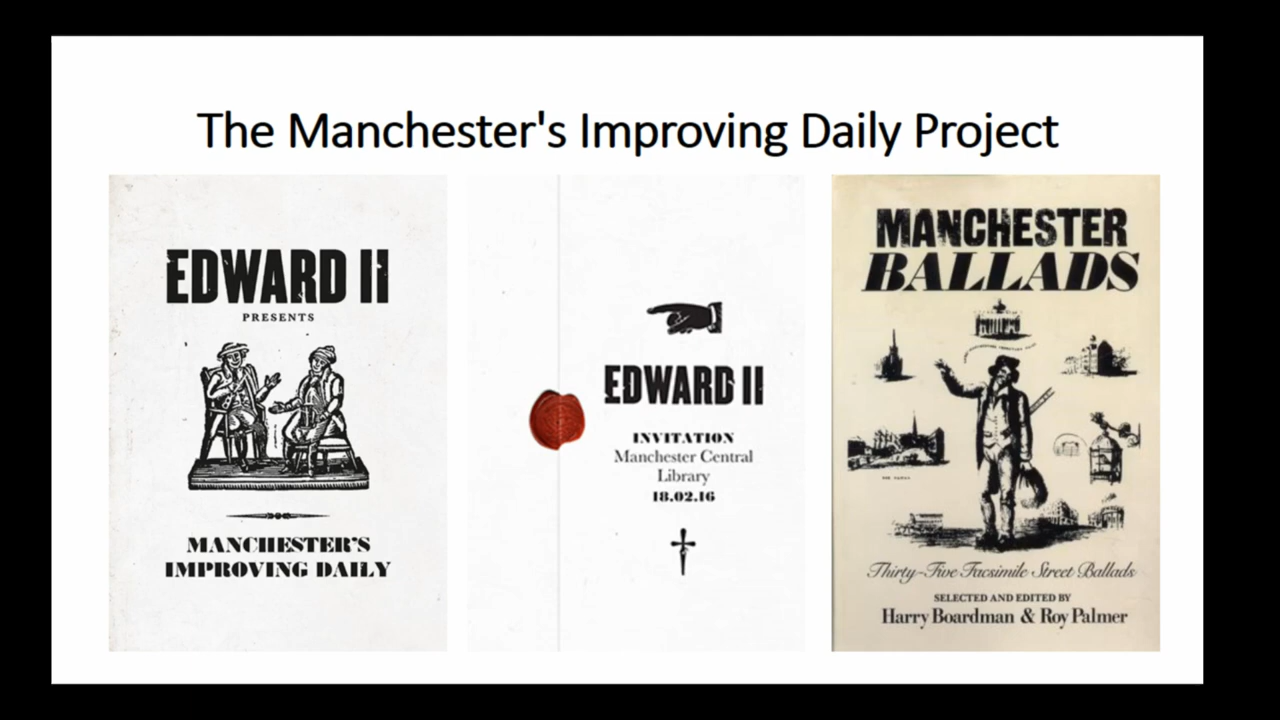 The Manchester's Improving Daily Project
EDWARD II
PRESENTS
MANCHESTER'S
IMPROVING DAILY
EDWARD II
INVITATION
Manchester Central
Library
18.02.16
MANCHESTER
BALLADS
Thirty-Five Facsimile Street Ballads
SELECTED AND EDITED BY
Harry Boardman & Roy Palmer